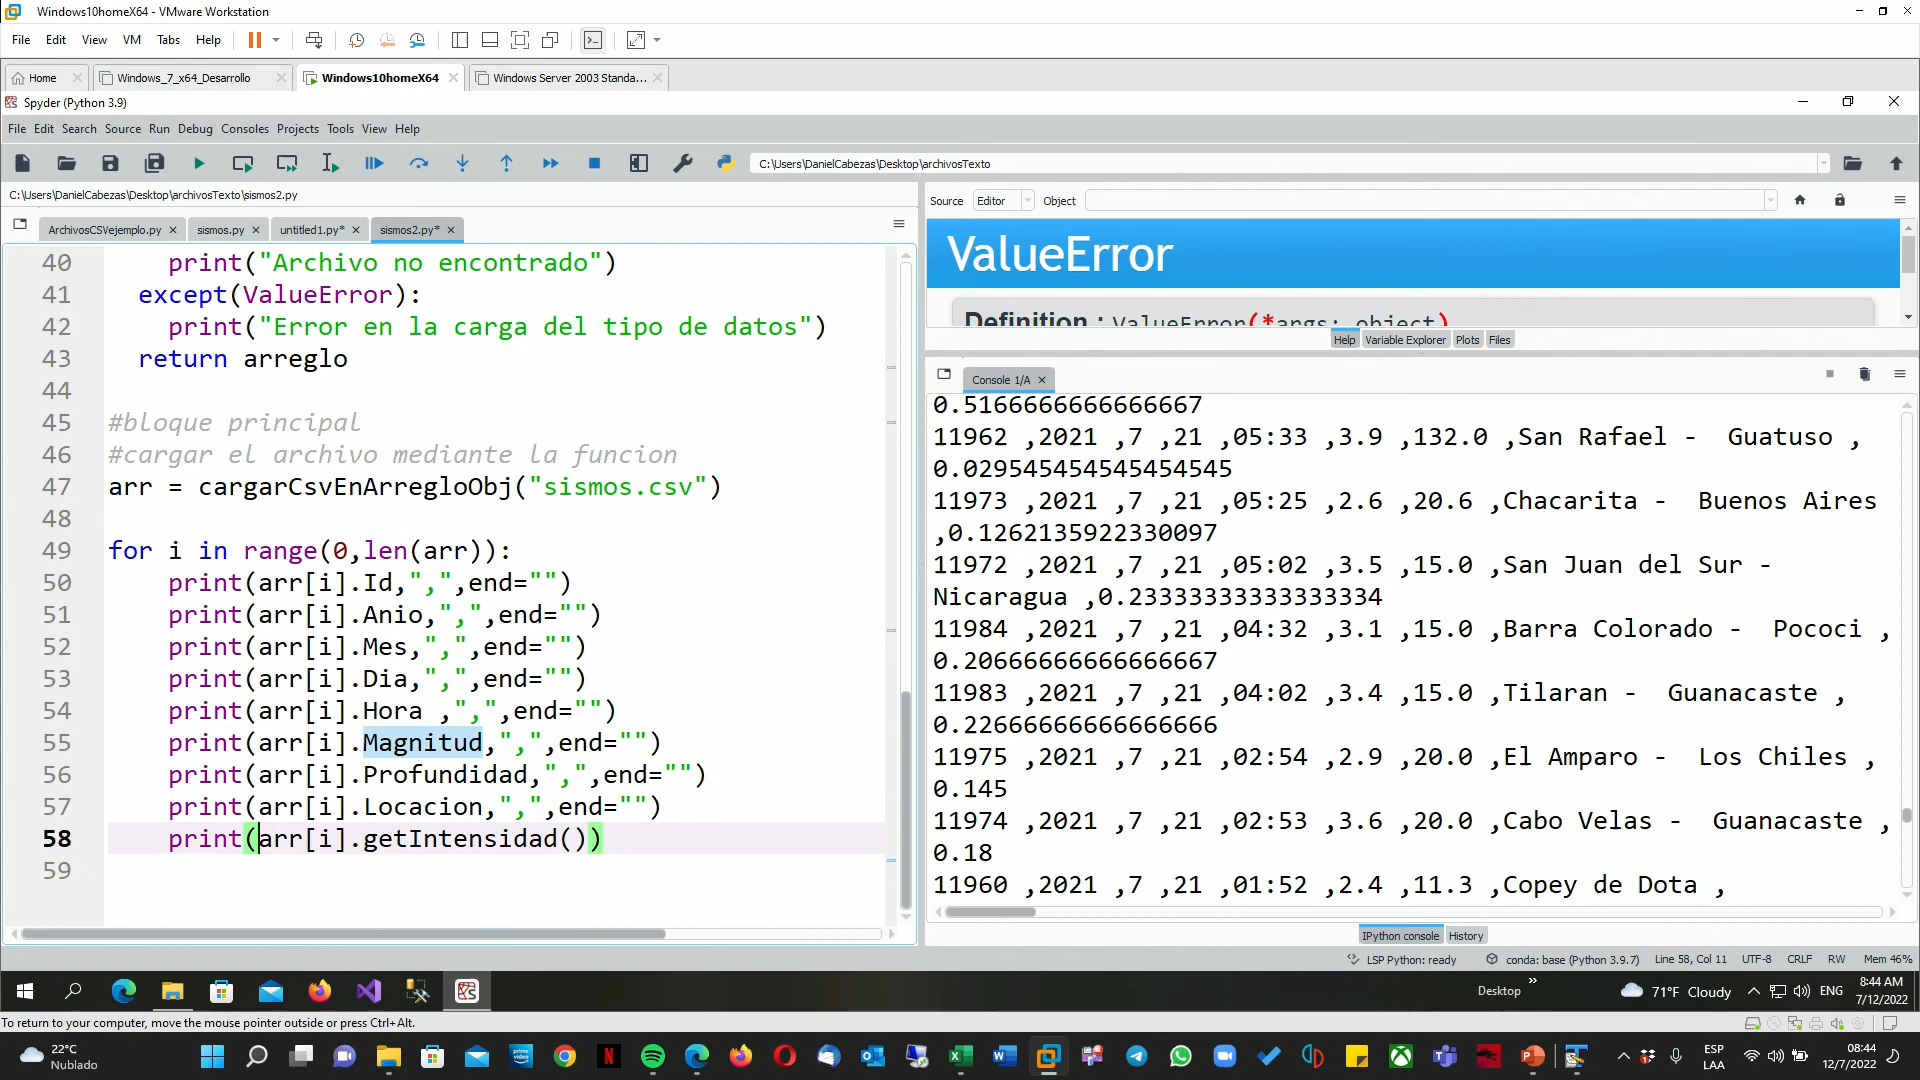 Windows10homeX64 - VMware Workstation
File Edit View VM Tabs Help
Home Windows_7_x64_Desarrollo Windows10homeX64 Windows Server 2003 Standa...
Spyder (Python 3.9)
File Edit Search Source Run Debug Consoles Projects Tools View Help
C:\Users\DanielCabezas\Desktop\archivosTexto
C:\Users\DanielCabezas\Desktop\archivosTexto\sismos2.py
ArchivosCSVejemplo.py sismos.py untitled1.py* sismos2.py*
40 print("Archivo no encontrado")
41 except(ValueError):
42 print("Error en la carga del tipo de datos")
43 return arreglo
44
45 #bloque principal
46 #cargar el archivo mediante la funcion
47 arr = cargarCsvEnArregloObj("sismos.csv")
48
49 for i in range(0,len(arr)):
50 print(arr[i].Id,",",end="")
51 print(arr[i].Anio,",",end="")
52 print(arr[i].Mes,",",end="")
53 print(arr[i].Dia,",",end="")
54 print(arr[i].Hora ,",",end="")
55 print(arr[i].Magnitud,",",end="")
56 print(arr[i].Profundidad,",",end="")
57 print(arr[i].Locacion,",",end="")
58 print(arr[i].getIntensidad())
59
Source Editor Object
ValueError
Definition : ValueError(*args: object)
Help Variable Explorer Plots Files
Console 1/A
0.5166666666666667
11962 ,2021 ,7 ,21 ,05:33 ,3.9 ,132.0 ,San Rafael -  Guatuso ,
0.029545454545454545
11973 ,2021 ,7 ,21 ,05:25 ,2.6 ,20.6 ,Chacarita -  Buenos Aires
,0.1262135922330097
11972 ,2021 ,7 ,21 ,05:02 ,3.5 ,15.0 ,San Juan del Sur -
Nicaragua ,0.23333333333333334
11984 ,2021 ,7 ,21 ,04:32 ,3.1 ,15.0 ,Barra Colorado -  Pococi ,
0.20666666666666667
11983 ,2021 ,7 ,21 ,04:02 ,3.4 ,15.0 ,Tilaran -  Guanacaste ,
0.22666666666666666
11975 ,2021 ,7 ,21 ,02:54 ,2.9 ,20.0 ,El Amparo -  Los Chiles ,
0.145
11974 ,2021 ,7 ,21 ,02:53 ,3.6 ,20.0 ,Cabo Velas -  Guanacaste ,
0.18
11960 ,2021 ,7 ,21 ,01:52 ,2.4 ,11.3 ,Copey de Dota ,
IPython console History
LSP Python: ready conda: base (Python 3.9.7) Line 58, Col 11 UTF-8 CRLF RW Mem 46%
Desktop 71°F Cloudy ENG 8:44 AM
7/12/2022
To return to your computer, move the mouse pointer outside or press Ctrl+Alt.
22°C
Nublado
ESP
LAA
08:44
12/7/2022